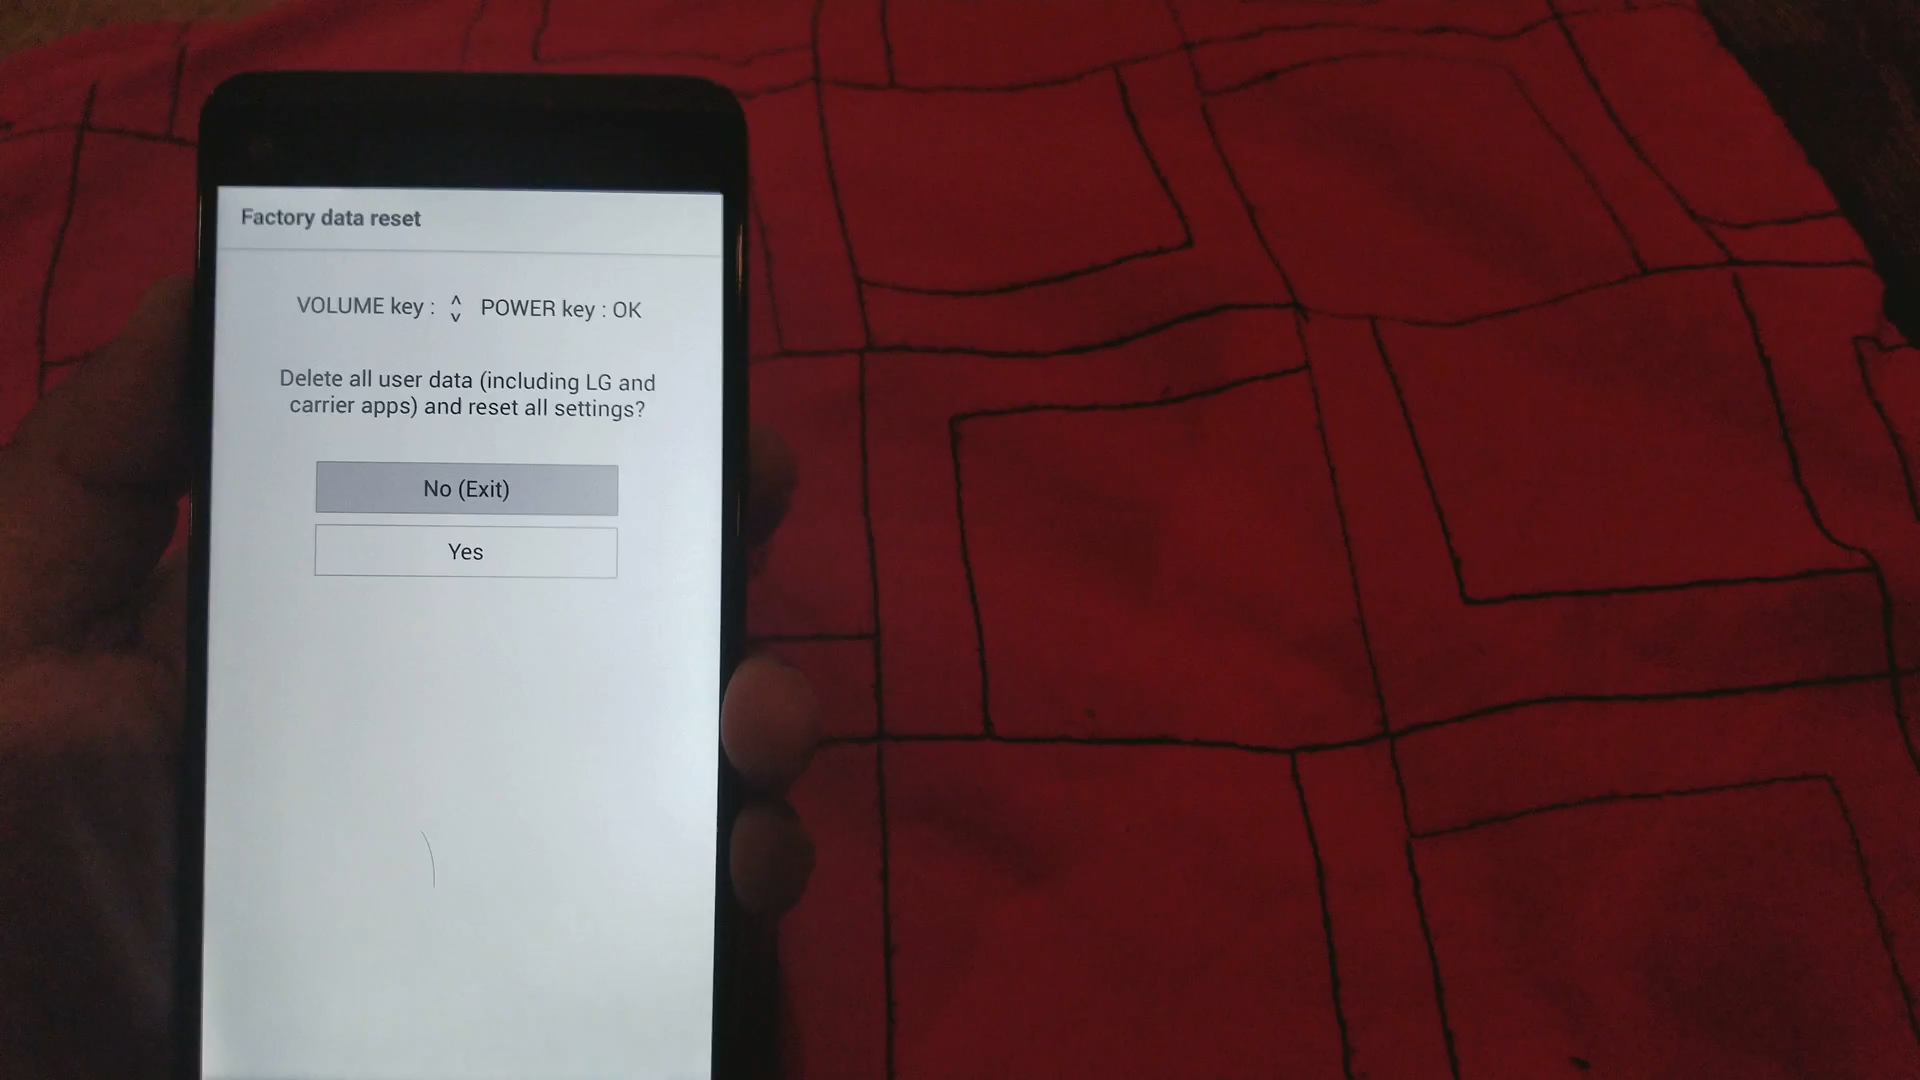 Factory data reset
VOLUME key : POWER key : OK
Delete all user data (including LG and
carrier apps) and reset all settings?
No (Exit)
Yes